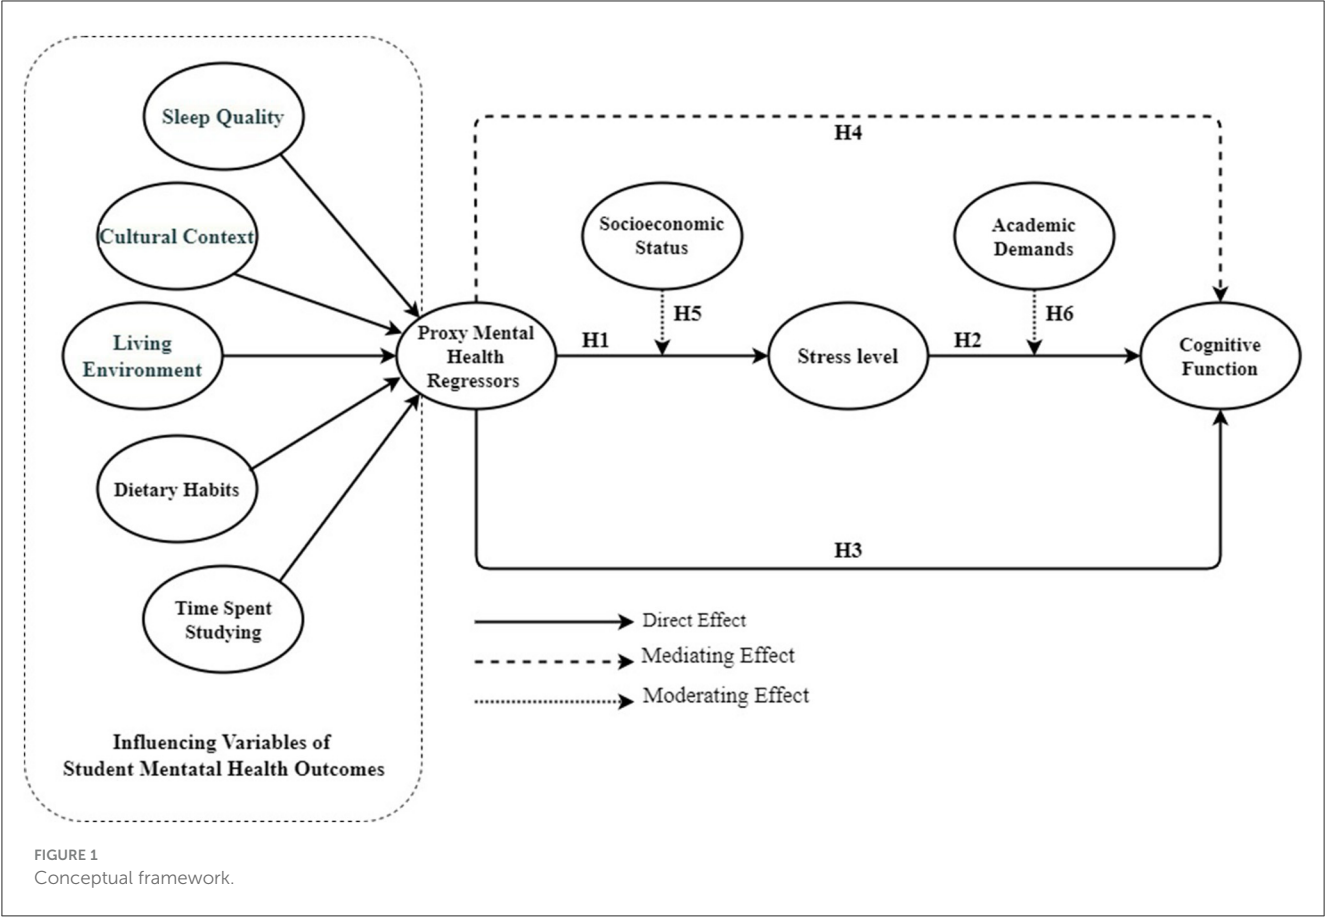 Sleep Quality
Cultural Context
Living
Environment
Dietary Habits
Time Spent
Studying
Influencing Variables of
Student Mentatal Health Outcomes
Proxy Mental
Health
Regressors
H4
Socioeconomic
Status
H5
H1
Stress level
Academic
Demands
H6
H2
Cognitive
Function
H3
Direct Effect
Mediating Effect
Moderating Effect
FIGURE 1
Conceptual framework.